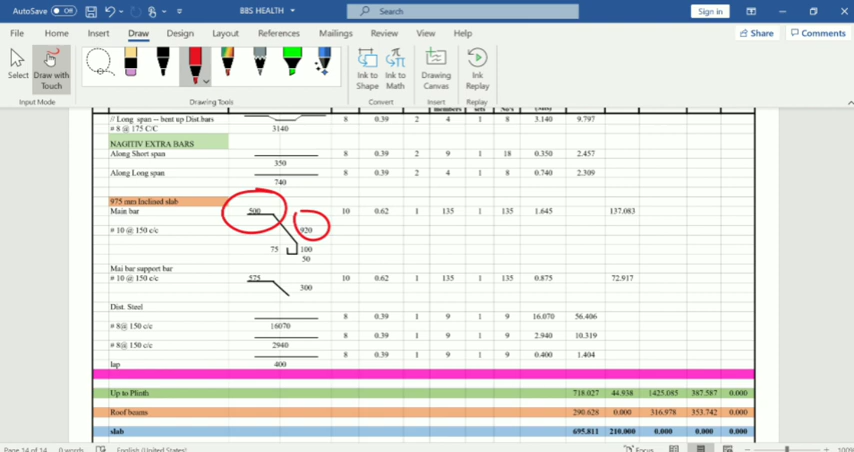 AutoSave Off BBS HEALTH Search Sign in
File Home Insert Draw Design Layout References Mailings Review View Help Share Comments
Select Draw with Touch Ink to Shape Ink to Math Drawing Canvas Ink Replay
Input Mode Drawing Tools Convert Insert Replay
members sets No's
// Long span -- bent up Dist.bars 8 0.39 2 4 1 8 3.140 9.797
# 8 @ 175 C/C 3140
NAGITIV EXTRA BARS
Along Short span 8 0.39 2 9 1 18 0.350 2.457
350
Along Long span 8 0.39 2 4 1 8 0.740 2.309
740
975 mm Inclined slab
Main bar 500 10 0.62 1 135 1 135 1.645 137.083
# 10 @ 150 c/c 920
75 100
50
Mai bar support bar
# 10 @ 150 c/c 575 10 0.62 1 135 1 135 0.875 72.917
300
Dist. Steel
8 0.39 1 9 1 9 16.070 56.406
# 8@ 150 c/c 16070
8 0.39 1 9 1 9 2.940 10.319
# 8@ 150 c/c 2940
8 0.39 1 9 1 9 0.400 1.404
lap 400
Up to Plinth 718.027 44.938 1425.085 387.587 0.000
Roof beams 290.628 0.000 316.978 353.742 0.000
slab 695.811 210.000 0.000 0.000 0.000
Page 14 of 14 0 words English (United States) Focus 100%